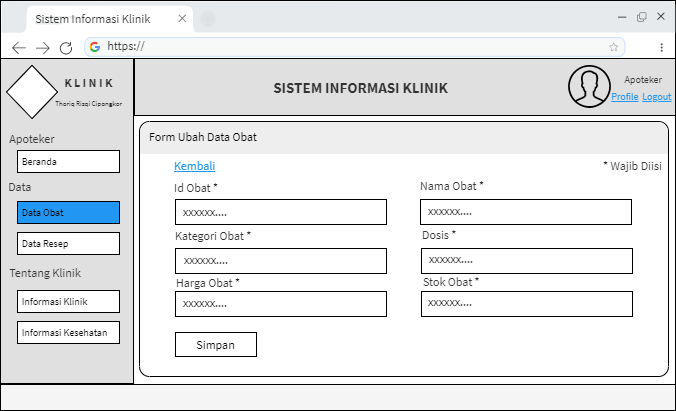 Sistem Informasi Klinik
https://
KLINIK
Thoriq Rizqi Cipongkor
SISTEM INFORMASI KLINIK
Apoteker
Profile Logout
Apoteker
Beranda
Data
Data Obat
Data Resep
Tentang Klinik
Informasi Klinik
Informasi Kesehatan
Form Ubah Data Obat
Kembali
* Wajib Diisi
Id Obat *
xxxxxx....
Nama Obat *
xxxxxx....
Kategori Obat *
xxxxxx....
Dosis *
xxxxxx....
Harga Obat *
xxxxxx....
Stok Obat *
xxxxxx....
Simpan